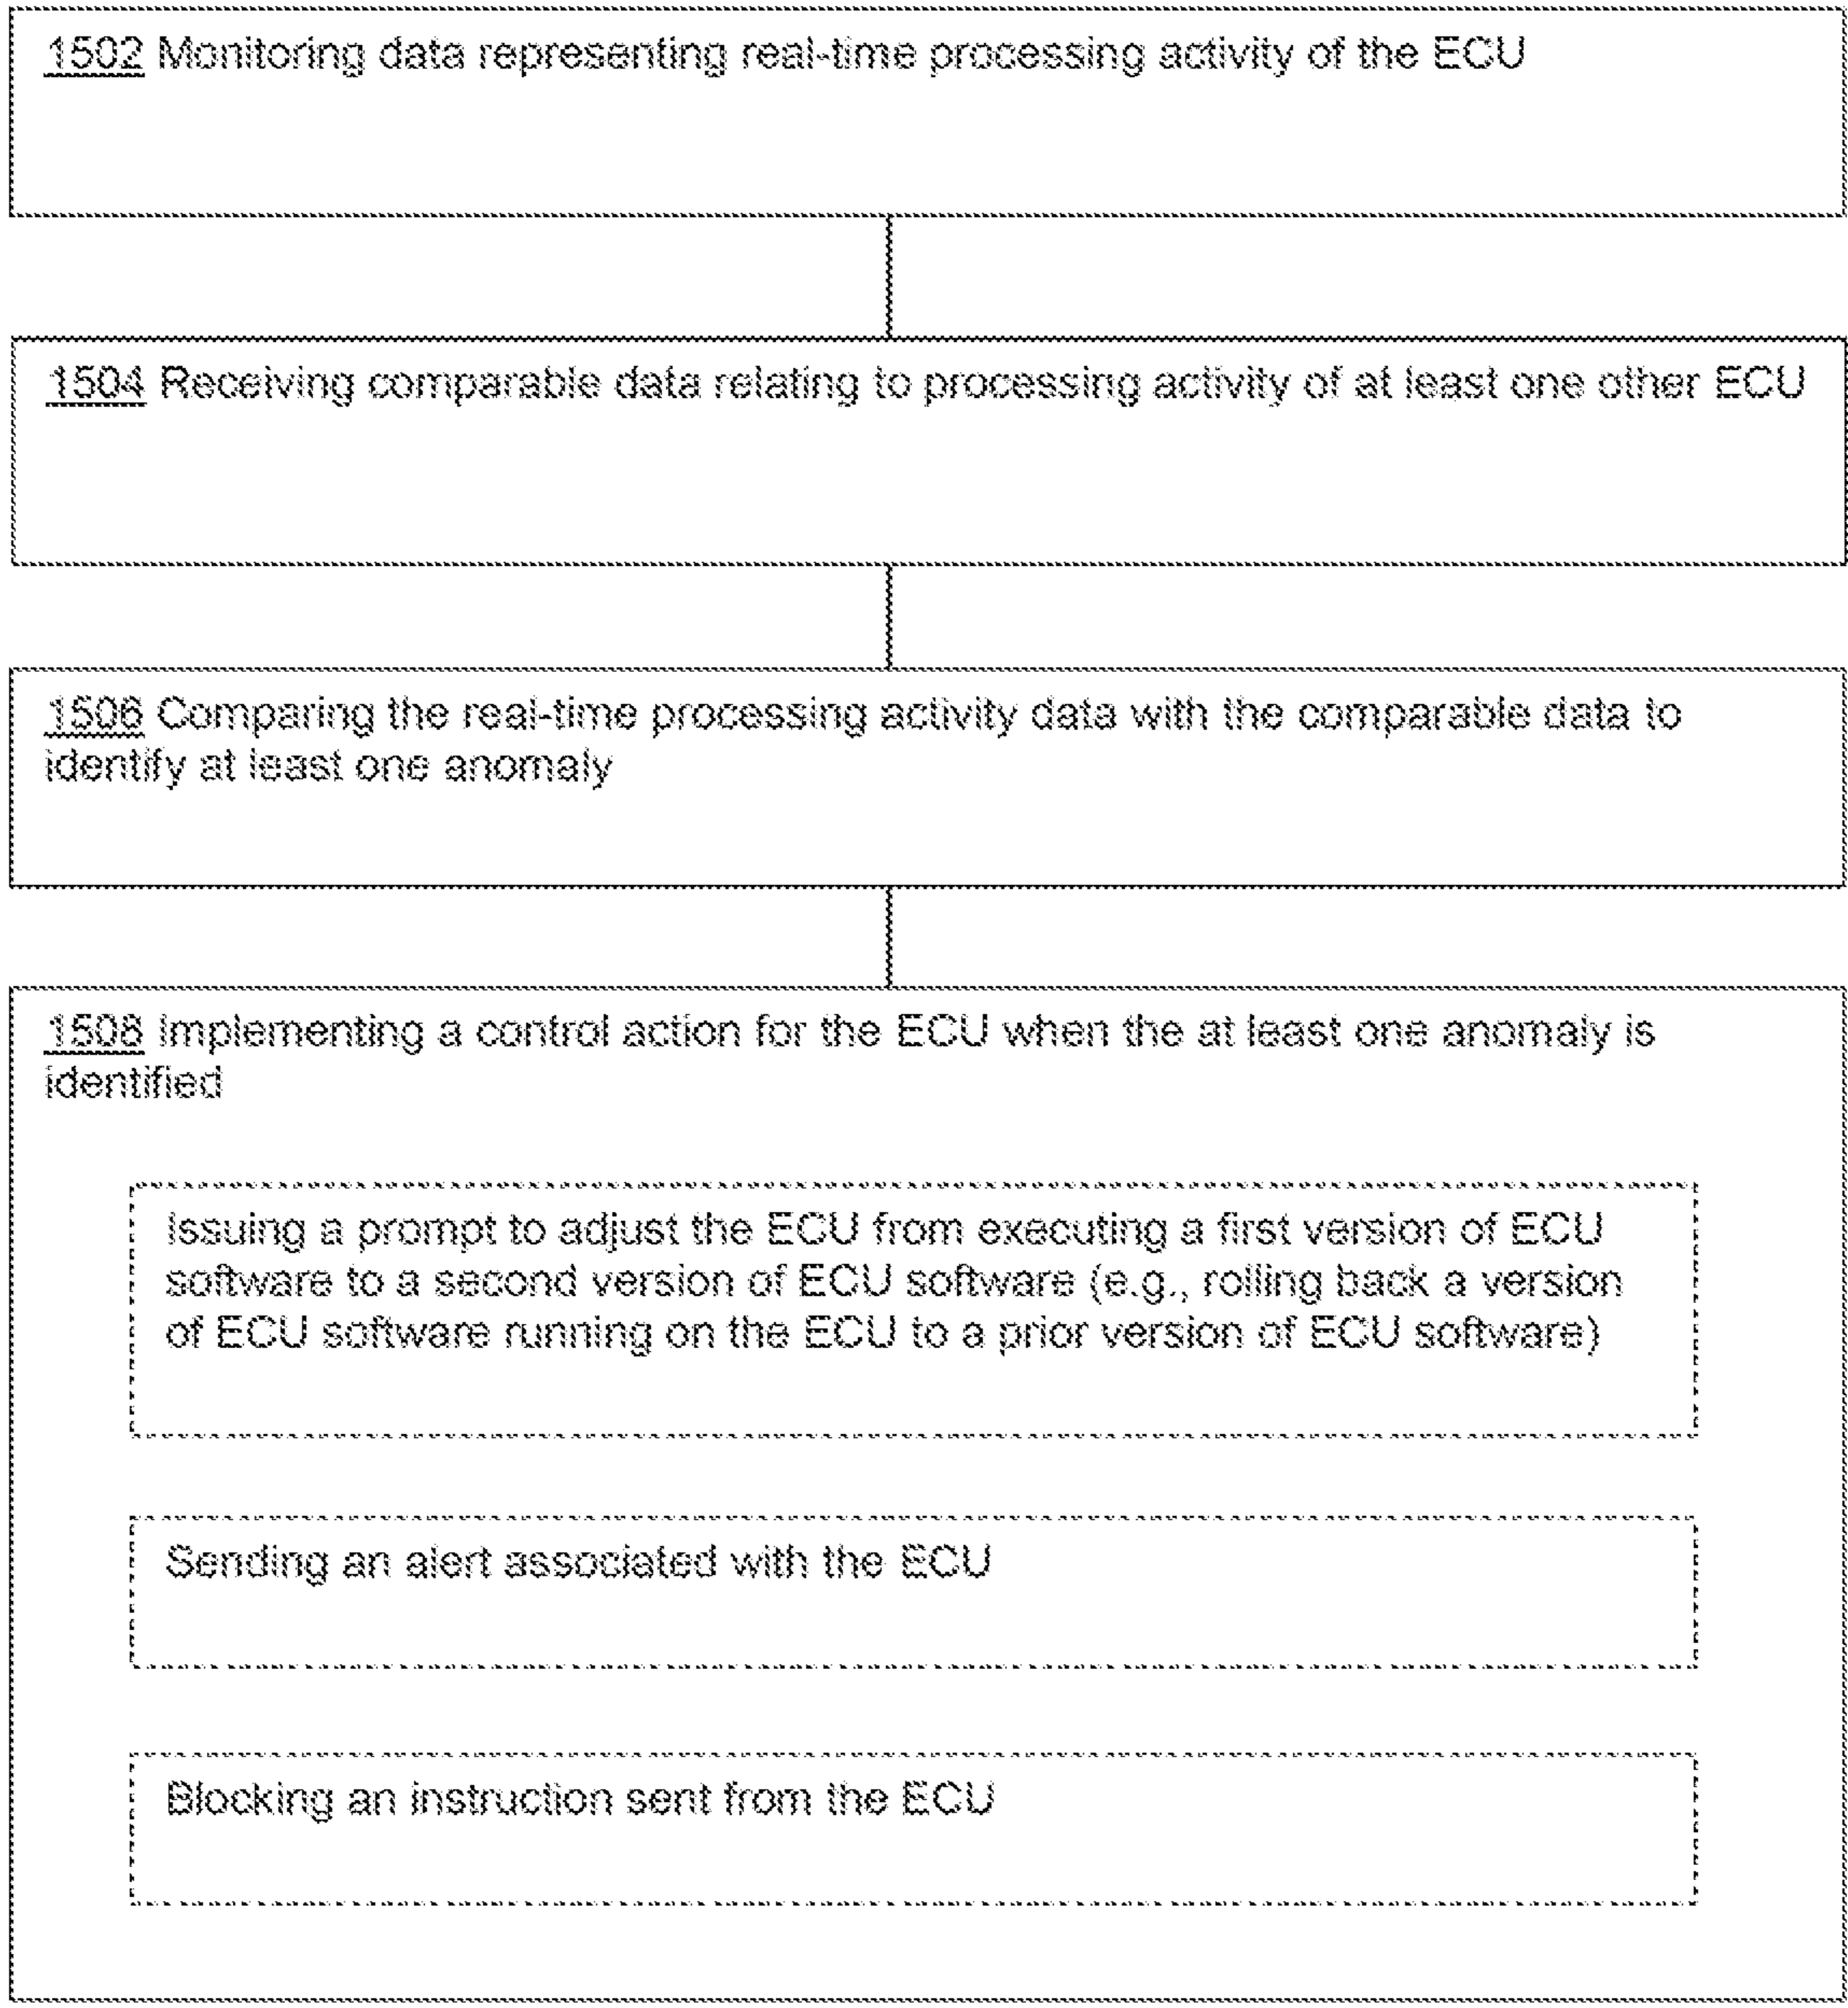 1502 Monitoring data representing real-time processing activity of the ECU
1504 Receiving comparable data relating to processing activity of at least one other ECU
1506 Comparing the real-time processing activity data with the comparable data to
identify at least one anomaly
1508 Implementing a control action for the ECU when the at least one anomaly is
identified
Issuing a prompt to adjust the ECU from executing a first version of ECU
software to a second version of ECU software (e.g., rolling back a version
of ECU software running on the ECU to a prior version of ECU software)
Sending an alert associated with the ECU
Blocking an instruction sent from the ECU